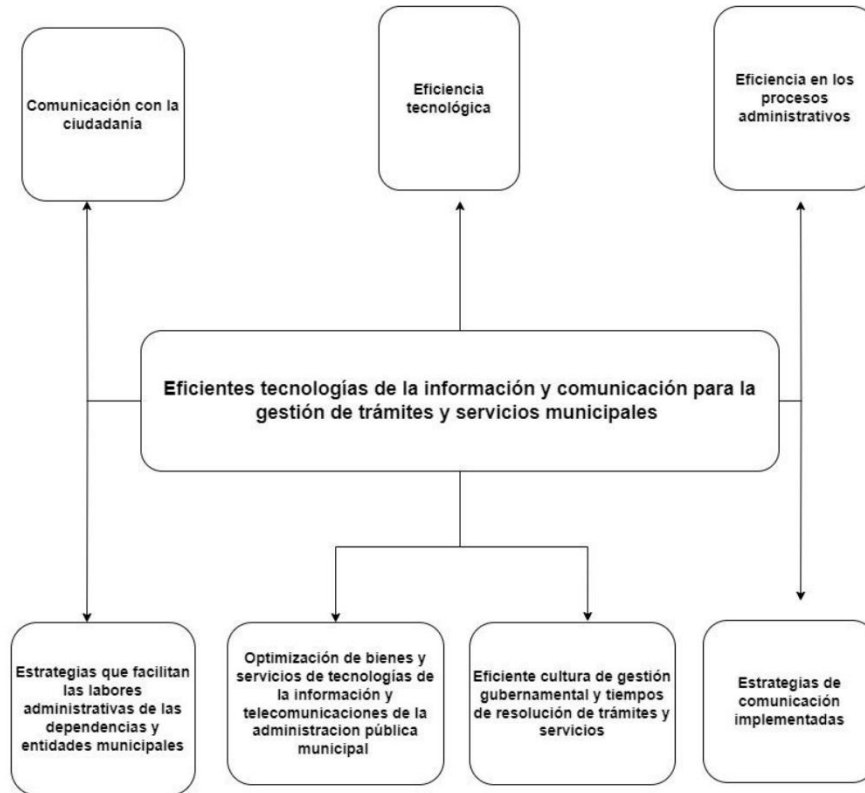 Comunicación con la
ciudadanía
Eficiencia
tecnológica
Eficiencia en los
procesos
administrativos
Eficientes tecnologías de la información y comunicación para la
gestión de trámites y servicios municipales
Estrategias que facilitan
las labores
administrativas de las
dependencias y
entidades municipales
Optimización de bienes y
servicios de tecnologías de
la información y
telecomunicaciones de la
administracion pública
municipal
Eficiente cultura de gestión
gubernamental y tiempos
de resolución de trámites y
servicios
Estrategias de
comunicación
implementadas